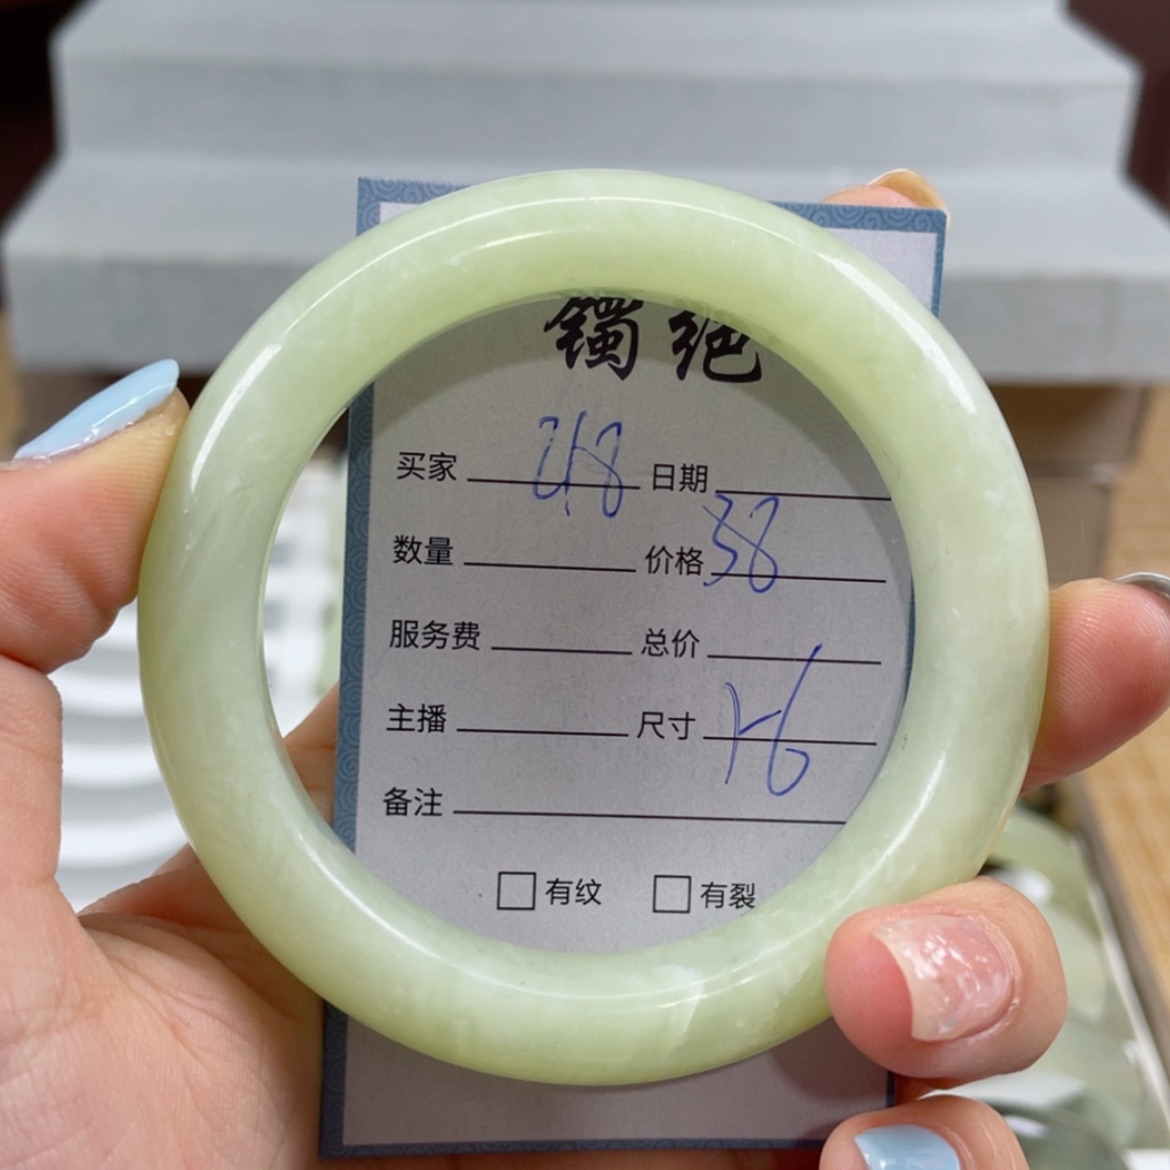 镯绝
买家 218 日期
数量 价格 38
服务费 总价
主播 尺寸 56
备注
有纹 有裂